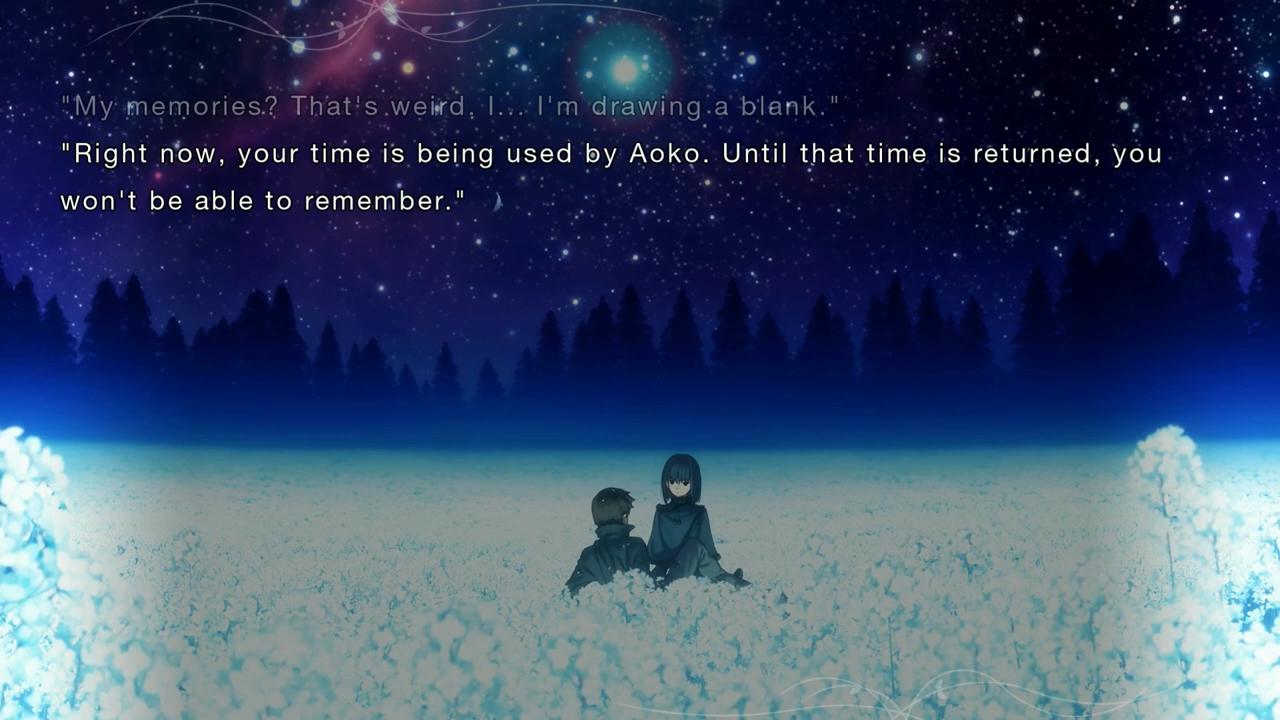 "My memories? That's weird. I... I'm drawing a blank."
"Right now, your time is being used by Aoko. Until that time is returned, you
won't be able to remember."